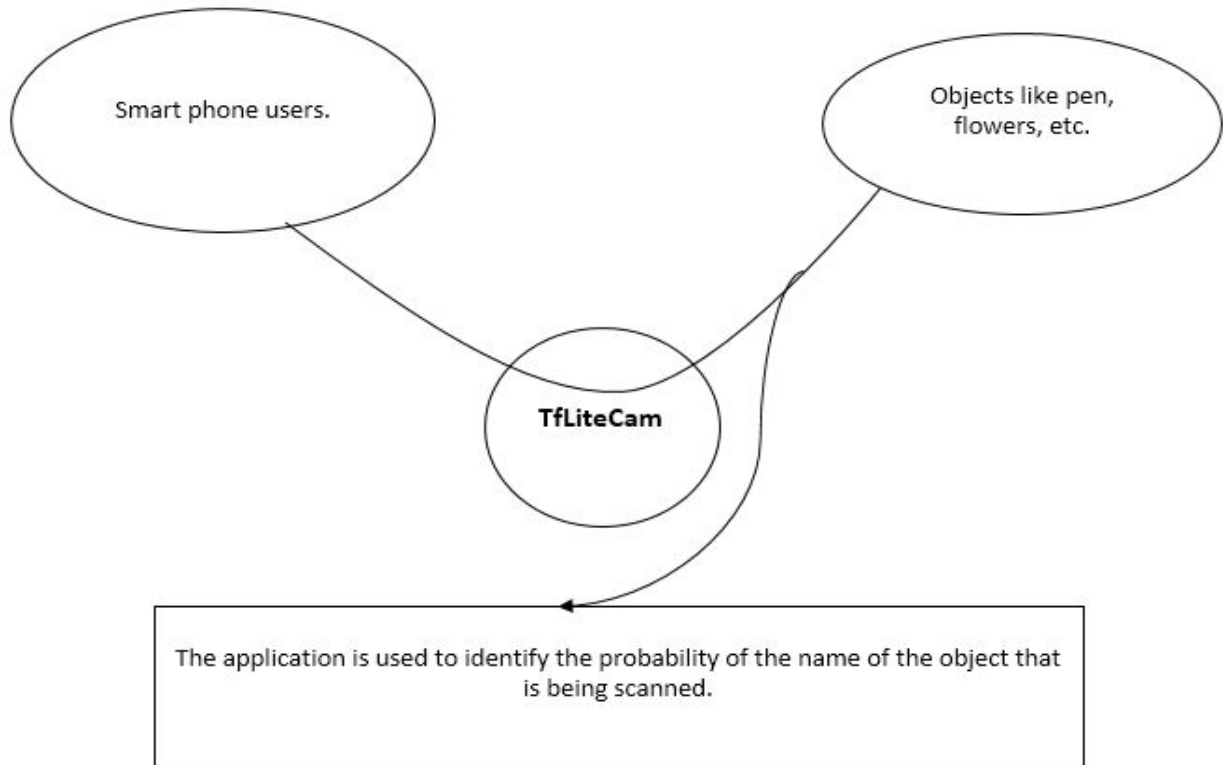 Smart phone users.
Objects like pen,
flowers, etc.
TfLiteCam
The application is used to identify the probability of the name of the object that
is being scanned.